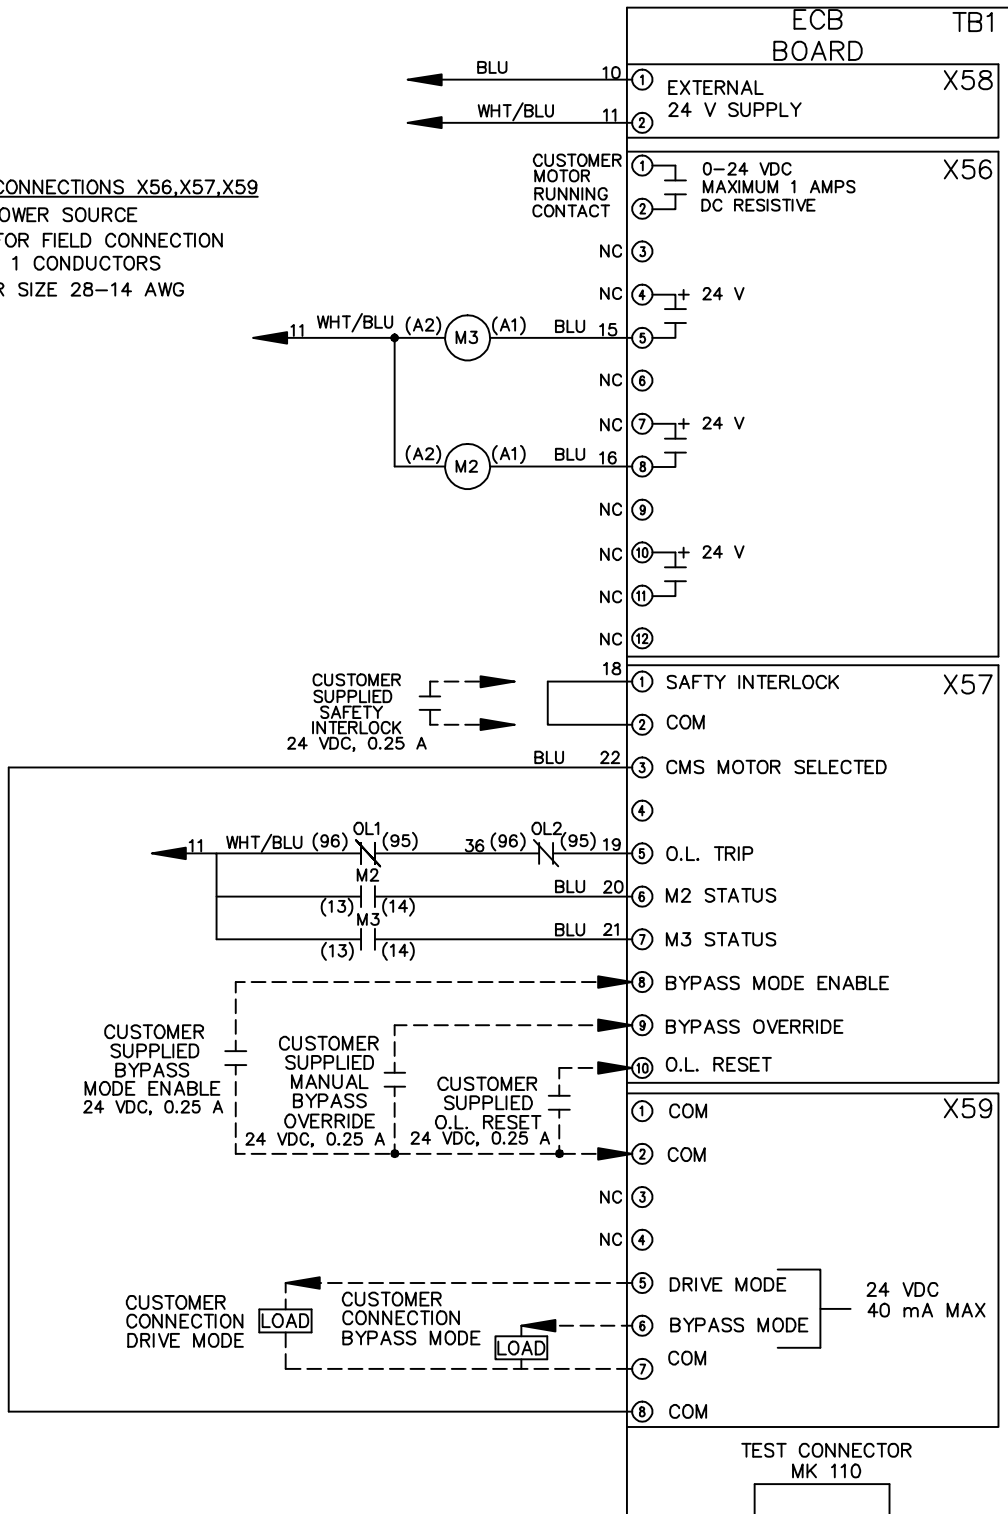 ECB
BOARD
TB1
X58
BLU 10 1 EXTERNAL
24 V SUPPLY
WHT/BLU 11 2
X56
CUSTOMER
MOTOR
RUNNING
CONTACT
1
2
0-24 VDC
MAXIMUM 1 AMPS
DC RESISTIVE
CONNECTIONS X56,X57,X59
OWER SOURCE
FOR FIELD CONNECTION
1 CONDUCTORS
R SIZE 28-14 AWG
NC 3
NC 4 + 24 V
11 WHT/BLU (A2) M3 (A1) BLU 15 5
NC 6
NC 7 + 24 V
(A2) M2 (A1) BLU 16 8
NC 9
NC 10 + 24 V
NC 11
NC 12
X57
CUSTOMER
SUPPLIED
SAFETY
INTERLOCK
24 VDC, 0.25 A
18 1 SAFTY INTERLOCK
2 COM
BLU 22 3 CMS MOTOR SELECTED
4
11 WHT/BLU (96) OL1 (95) 36 (96) OL2 (95) 19 5 O.L. TRIP
M2
(13) (14) BLU 20 6 M2 STATUS
M3
(13) (14) BLU 21 7 M3 STATUS
8 BYPASS MODE ENABLE
9 BYPASS OVERRIDE
10 O.L. RESET
CUSTOMER
SUPPLIED
BYPASS
MODE ENABLE
24 VDC, 0.25 A
CUSTOMER
SUPPLIED
MANUAL
BYPASS
OVERRIDE
24 VDC, 0.25 A
CUSTOMER
SUPPLIED
O.L. RESET
24 VDC, 0.25 A
X59
1 COM
2 COM
NC 3
NC 4
5 DRIVE MODE
6 BYPASS MODE
24 VDC
40 mA MAX
7 COM
8 COM
CUSTOMER
CONNECTION
DRIVE MODE
LOAD
CUSTOMER
CONNECTION
BYPASS MODE
LOAD
TEST CONNECTOR
MK 110